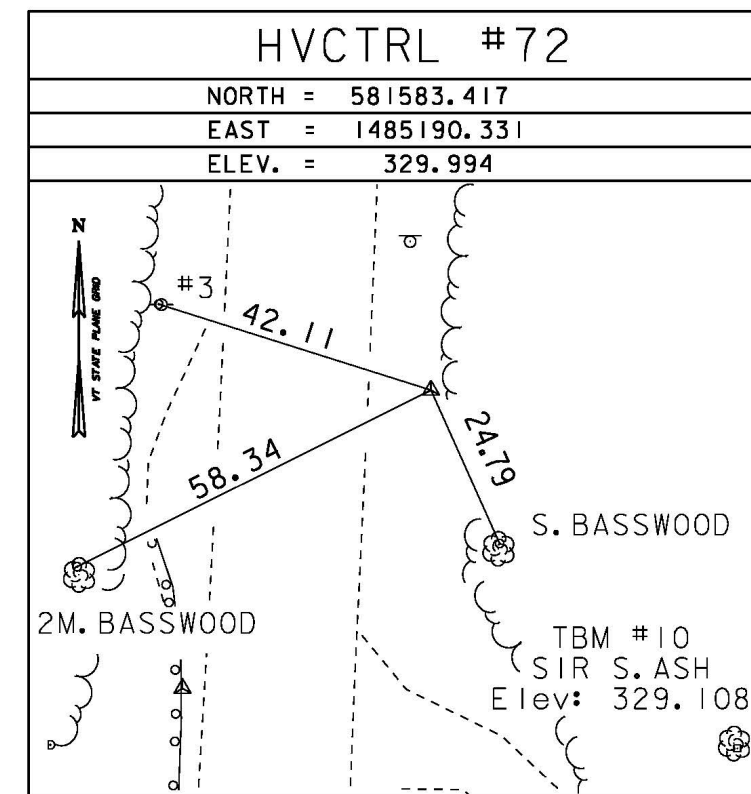 HVCTRL #72
NORTH = 581583.417
EAST = 1485190.331
ELEV. = 329.994
N
VT STATE PLANE GRID
#3
42.11
24.79
58.34
S. BASSWOOD
2M. BASSWOOD
TBM #10
SIR S. ASH
Elev: 329.108